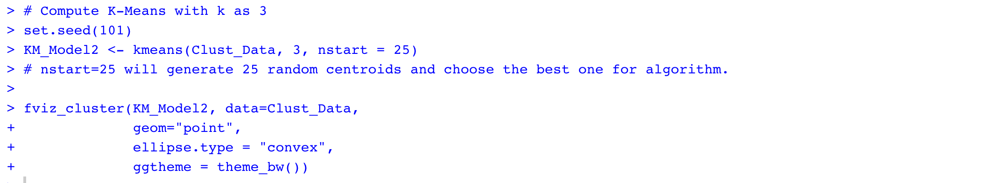 > # Compute K-Means with k as 3
> set.seed(101)
> KM_Model2 <- kmeans(Clust_Data, 3, nstart = 25)
> # nstart=25 will generate 25 random centroids and choose the best one for algorithm.
>
> fviz_cluster(KM_Model2, data=Clust_Data,
+              geom="point",
+              ellipse.type = "convex",
+              ggtheme = theme_bw())